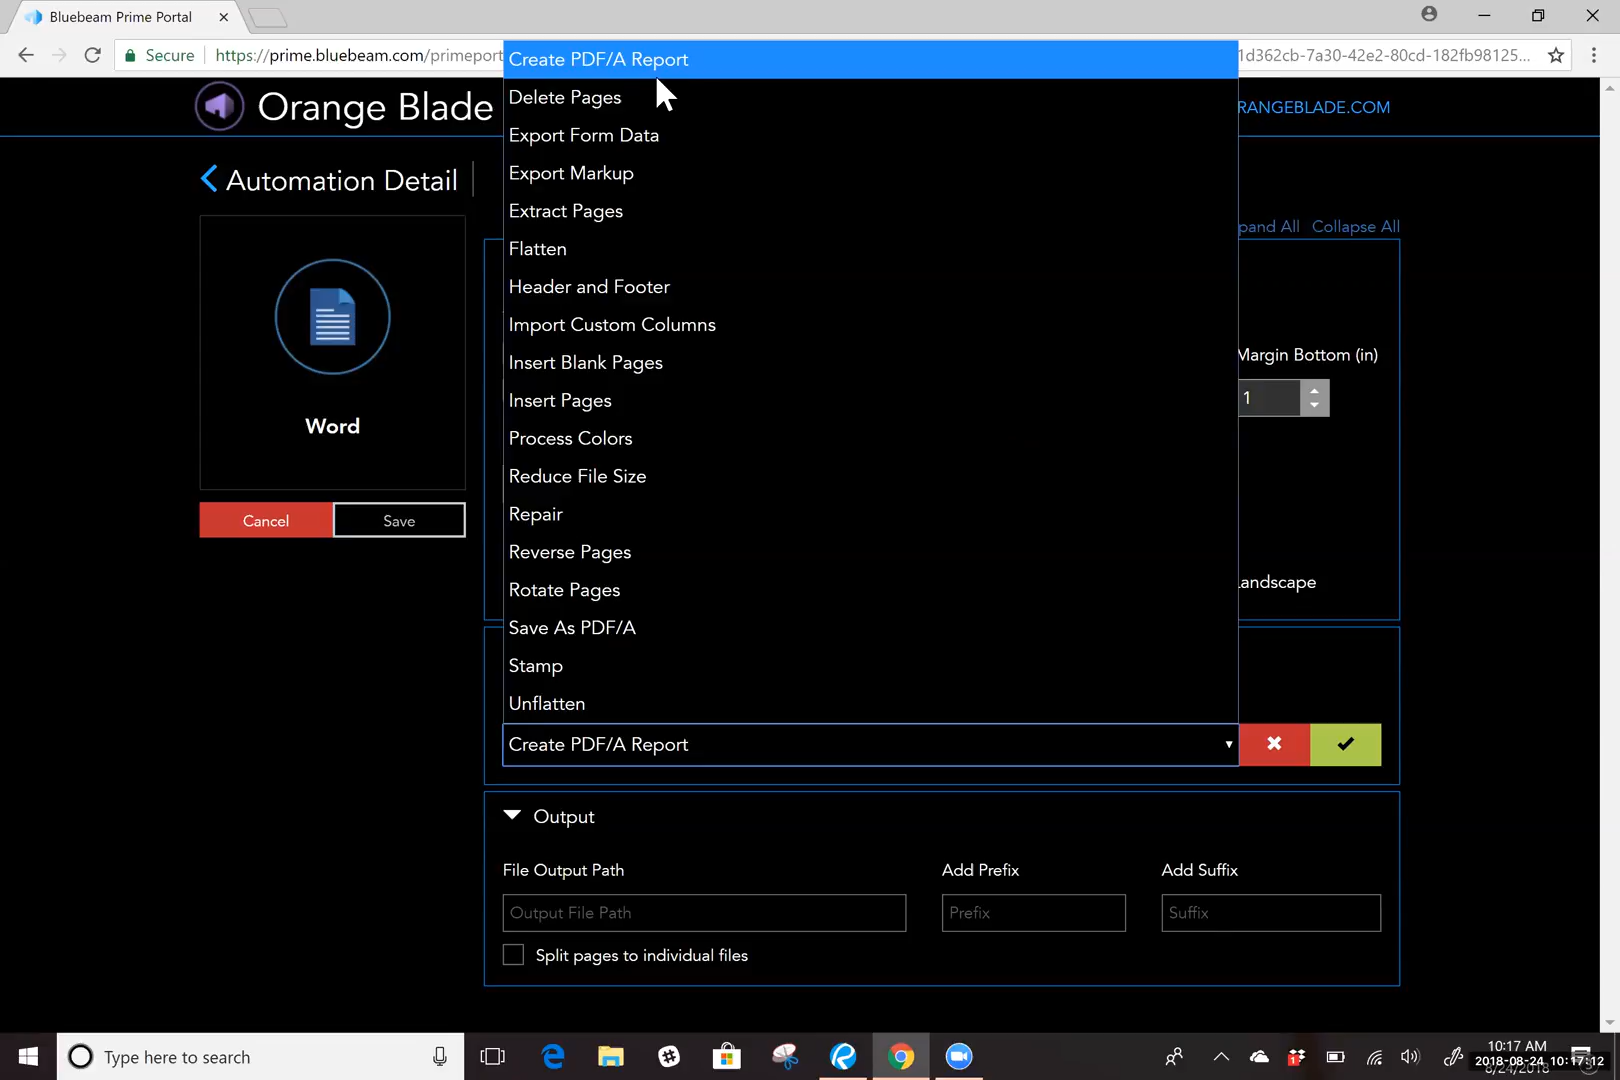 Bluebeam Prime Portal
Secure
https://prime.bluebeam.com/primeport
1d362cb-7a30-42e2-80cd-182fb98125...
Orange Blade
RANGEBLADE.COM
Automation Detail
Word
Cancel
Save
Create PDF/A Report
Delete Pages
Export Form Data
Export Markup
Extract Pages
Flatten
Header and Footer
Import Custom Columns
Insert Blank Pages
Insert Pages
Process Colors
Reduce File Size
Repair
Reverse Pages
Rotate Pages
Save As PDF/A
Stamp
Unflatten
Create PDF/A Report
pand All
Collapse All
Margin Bottom (in)
1
Landscape
Output
File Output Path
Add Prefix
Add Suffix
Output File Path
Prefix
Suffix
Split pages to individual files
Type here to search
10:17 AM
2018-08-24 10:17:12
8/24/2018